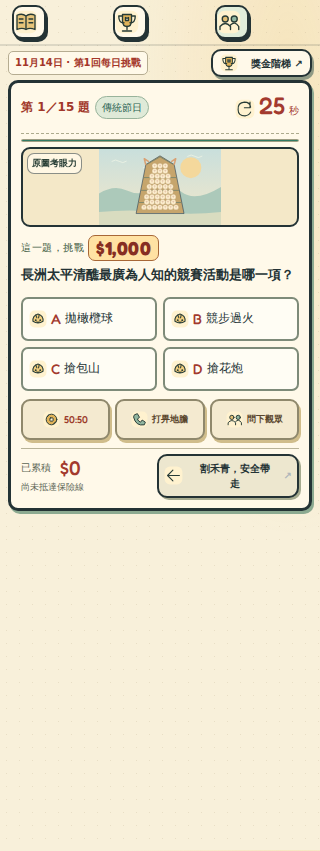 11月14日 · 第1回每日挑戰
獎金階梯 ↗
第 1／15 題 傳統節日 25 秒
原圖考眼力
這一題，挑戰 $1,000
長洲太平清醮最廣為人知的競賽活動是哪一項？
A 拋橄欖球
B 競步過火
C 搶包山
D 搶花炮
50:50
打畀地膽
問下觀眾
已累積 $0
尚未抵達保險線
← 割禾青，安全帶走 ↗